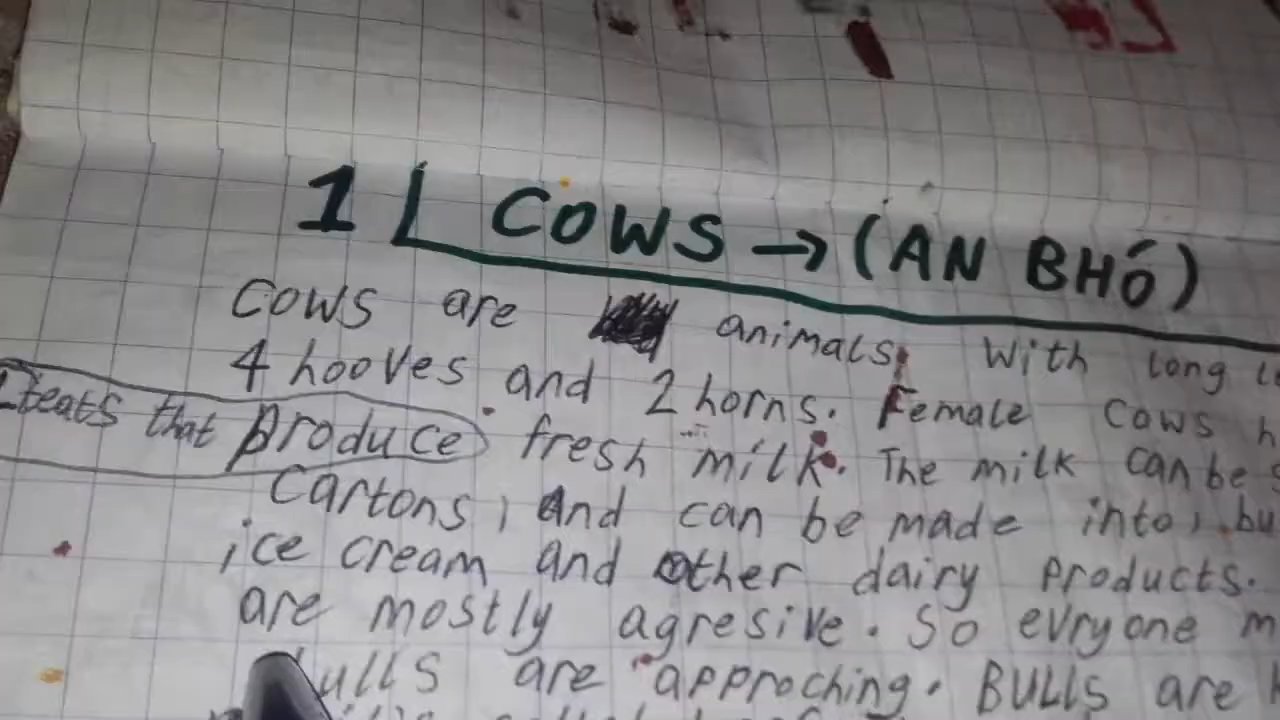 1 COWS → (AN BHÓ)
Cows are animals, With long
4 hooves and 2 horns. Female Cows
teats that produce fresh milk. The milk can be
Cartons, And can be made into,
ice cream and other dairy products.
are mostly agresive. So evryone
bulls are approching. BULLS are